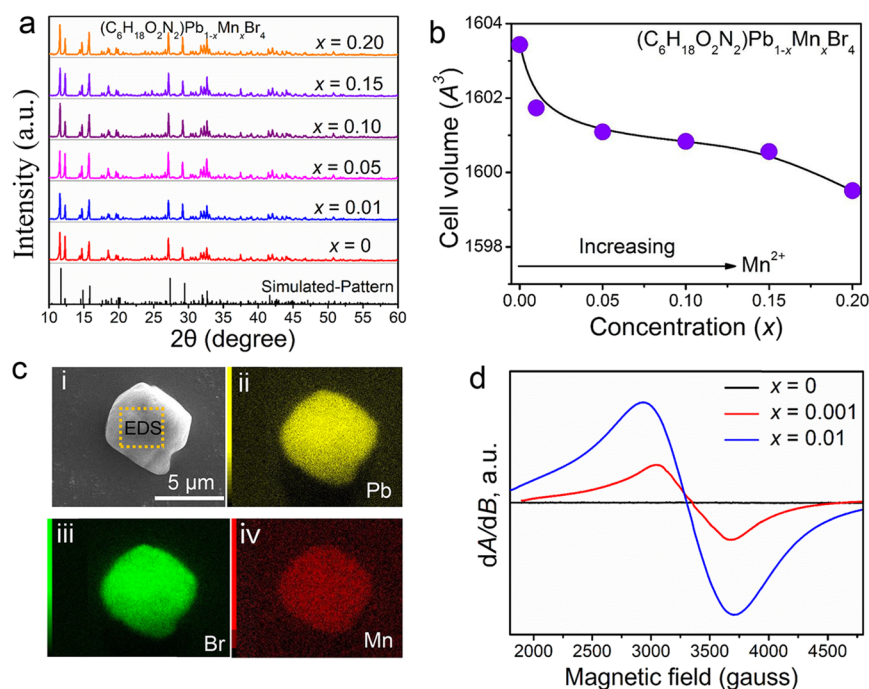 a
(C₆H₁₈O₂N₂)Pb₁₋ₓMnₓBr₄
x = 0.20
x = 0.15
x = 0.10
x = 0.05
x = 0.01
x = 0
Simulated-Pattern
Intensity (a.u.)
10 15 20 25 30 35 40 45 50 55 60
2θ (degree)
b
(C₆H₁₈O₂N₂)Pb₁₋ₓMnₓBr₄
1604
1602
1600
1598
Cell volume (A³)
Increasing
Mn²⁺
0.00 0.05 0.10 0.15 0.20
Concentration (x)
c
i
EDS
5 μm
ii
Pb
iii
Br
iv
Mn
d
x = 0
x = 0.001
x = 0.01
dA/dB, a.u.
2000 2500 3000 3500 4000 4500
Magnetic field (gauss)